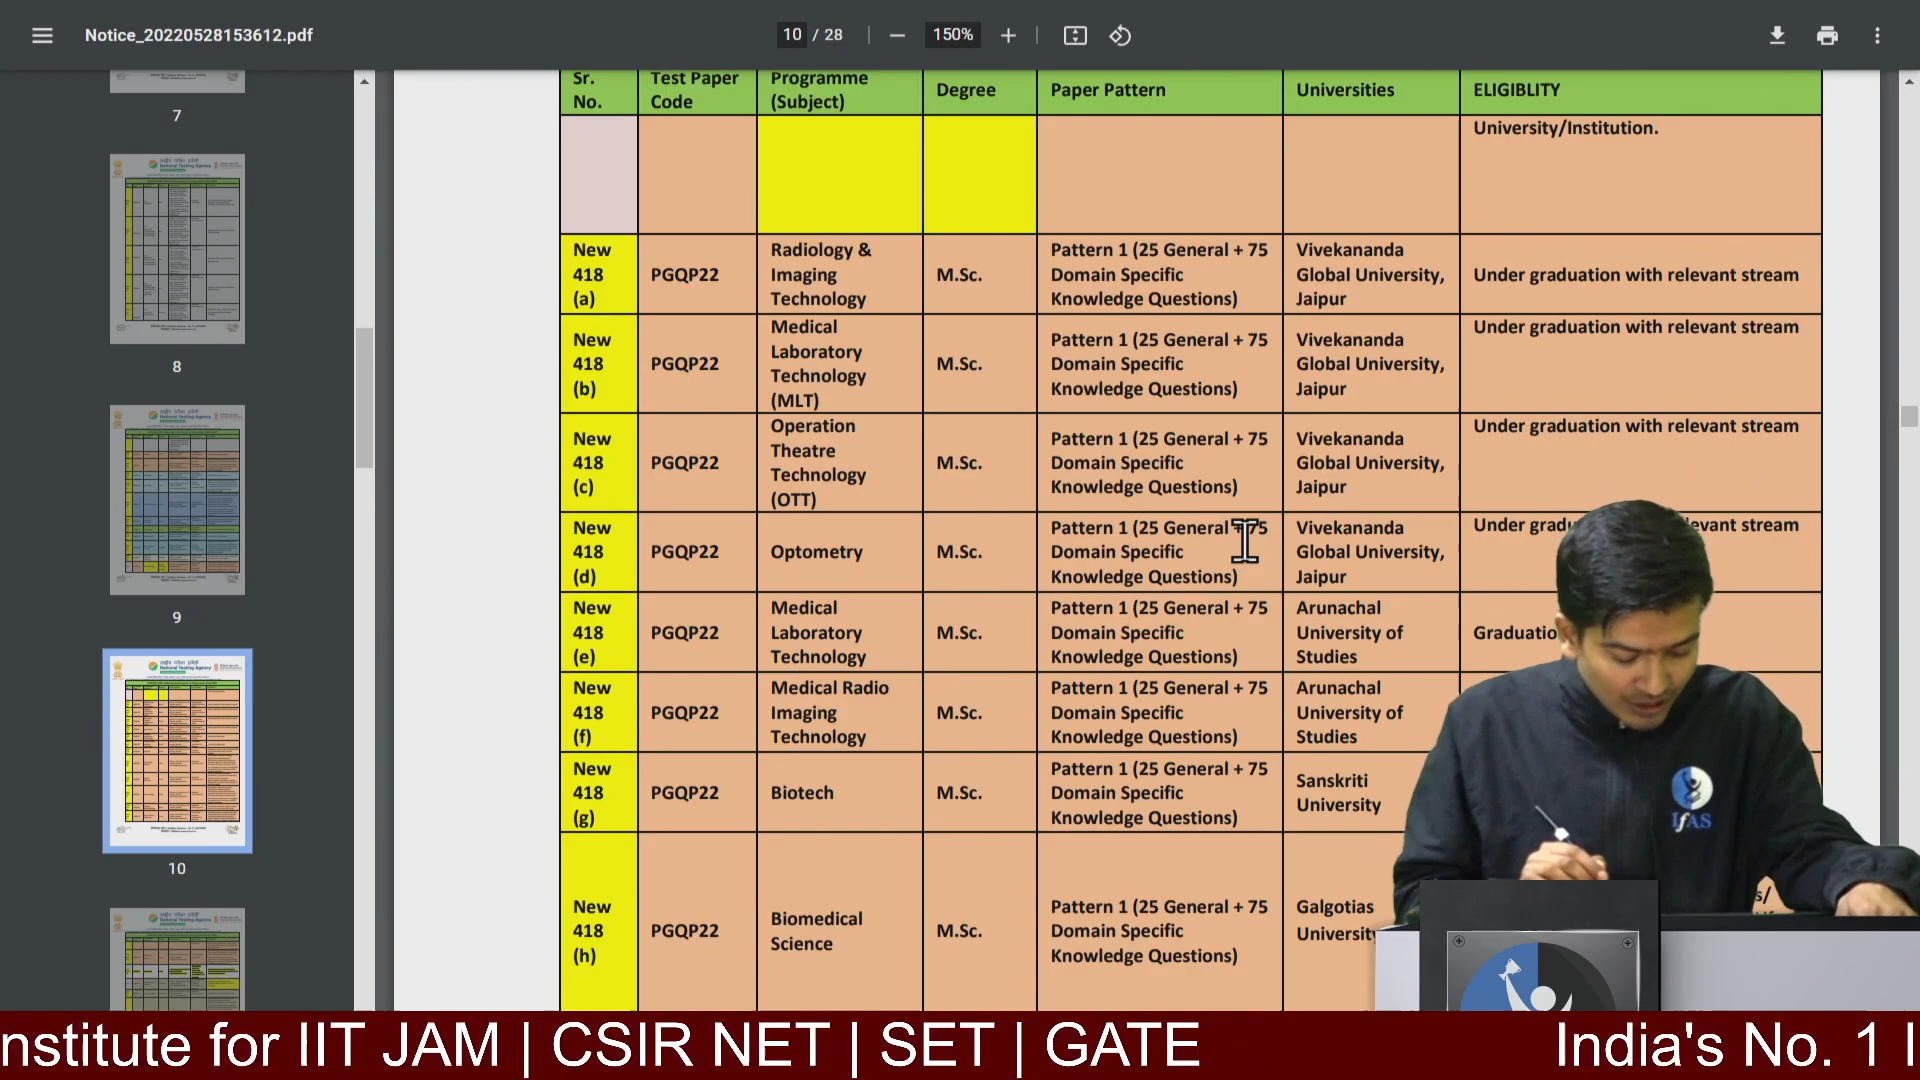 Notice_20220528153612.pdf
10 / 28
150%
7
8
9
10
Sr.
No.
Test Paper
Code
Programme
(Subject)
Degree
Paper Pattern
Universities
ELIGIBLITY
University/Institution.
New
418
(a)
PGQP22
Radiology &
Imaging
Technology
M.Sc.
Pattern 1 (25 General + 75
Domain Specific
Knowledge Questions)
Vivekananda
Global University,
Jaipur
Under graduation with relevant stream
New
418
(b)
PGQP22
Medical
Laboratory
Technology
(MLT)
M.Sc.
Pattern 1 (25 General + 75
Domain Specific
Knowledge Questions)
Vivekananda
Global University,
Jaipur
Under graduation with relevant stream
New
418
(c)
PGQP22
Operation
Theatre
Technology
(OTT)
M.Sc.
Pattern 1 (25 General + 75
Domain Specific
Knowledge Questions)
Vivekananda
Global University,
Jaipur
Under graduation with relevant stream
New
418
(d)
PGQP22
Optometry
M.Sc.
Pattern 1 (25 General + 75
Domain Specific
Knowledge Questions)
Vivekananda
Global University,
Jaipur
Under stream
New
418
(e)
PGQP22
Medical
Laboratory
Technology
M.Sc.
Pattern 1 (25 General + 75
Domain Specific
Knowledge Questions)
Arunachal
University of
Studies
Graduatio
New
418
(f)
PGQP22
Medical Radio
Imaging
Technology
M.Sc.
Pattern 1 (25 General + 75
Domain Specific
Knowledge Questions)
Arunachal
University of
Studies
New
418
(g)
PGQP22
Biotech
M.Sc.
Pattern 1 (25 General + 75
Domain Specific
Knowledge Questions)
Sanskriti
University
New
418
(h)
PGQP22
Biomedical
Science
M.Sc.
Pattern 1 (25 General + 75
Domain Specific
Knowledge Questions)
Galgotias
University
IfAS
nstitute for IIT JAM | CSIR NET | SET | GATE
India's No. 1 I